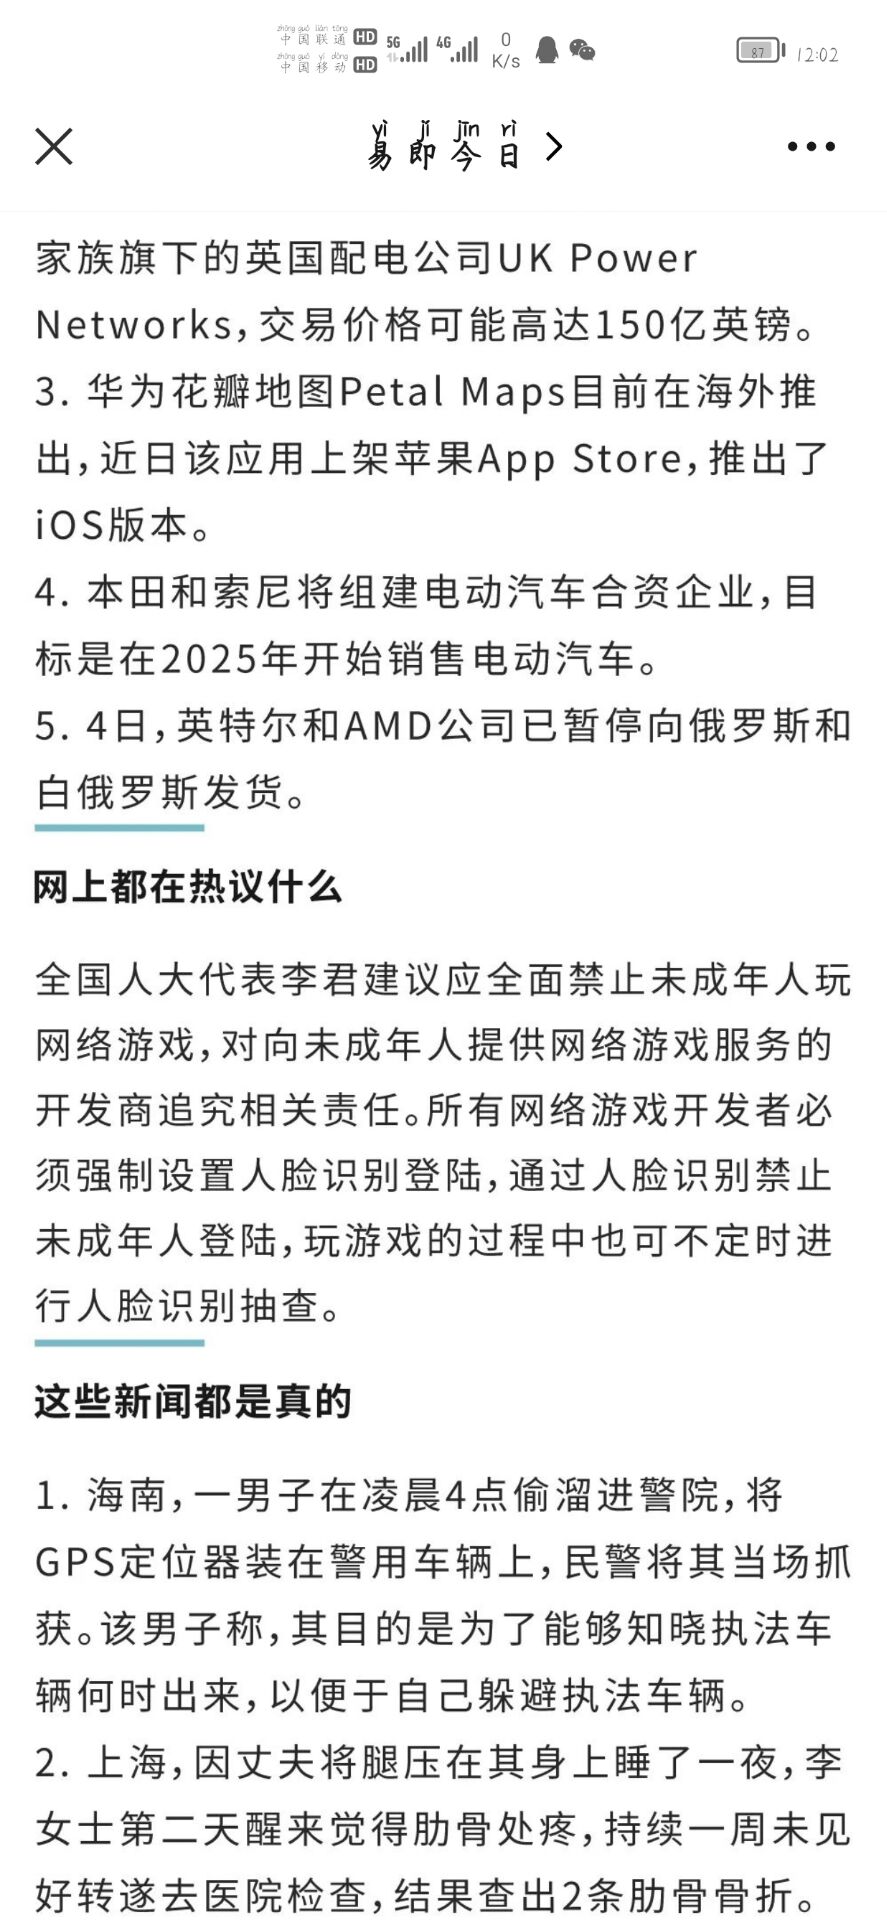 zhōng guó lián tōng
中国联通 HD 5G 4G 0 K/s 87 12:02
zhōng guó yí dòng
中国移动 HD
yì jí jīn rì
易即今日
家族旗下的英国配电公司UK Power
Networks,交易价格可能高达150亿英镑。
3. 华为花瓣地图Petal Maps目前在海外推
出,近日该应用上架苹果App Store,推出了
iOS版本。
4. 本田和索尼将组建电动汽车合资企业,目
标是在2025年开始销售电动汽车。
5. 4日,英特尔和AMD公司已暂停向俄罗斯和
白俄罗斯发货。
网上都在热议什么
全国人大代表李君建议应全面禁止未成年人玩
网络游戏,对向未成年人提供网络游戏服务的
开发商追究相关责任。所有网络游戏开发者必
须强制设置人脸识别登陆,通过人脸识别禁止
未成年人登陆,玩游戏的过程中也可不定时进
行人脸识别抽查。
这些新闻都是真的
1. 海南,一男子在凌晨4点偷溜进警院,将
GPS定位器装在警用车辆上,民警将其当场抓
获。该男子称,其目的是为了能够知晓执法车
辆何时出来,以便于自己躲避执法车辆。
2. 上海,因丈夫将腿压在其身上睡了一夜,李
女士第二天醒来觉得肋骨处疼,持续一周未见
好转遂去医院检查,结果查出2条肋骨骨折。